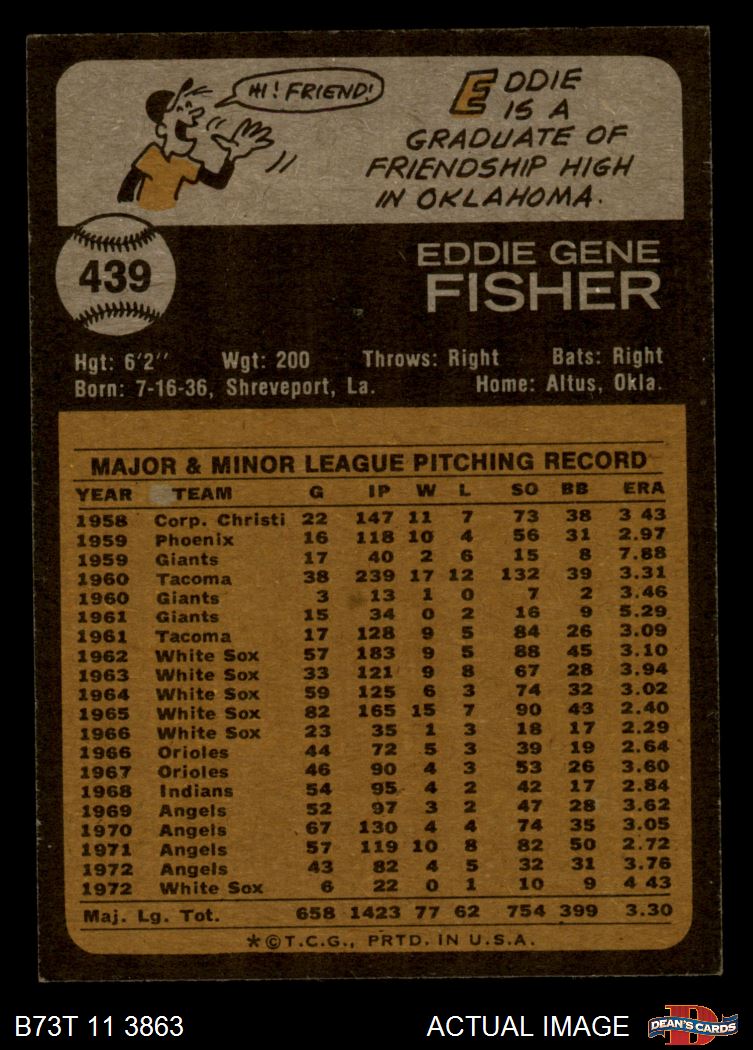 HI! FRIEND!
EDDIE
IS A
GRADUATE OF
FRIENDSHIP HIGH
IN OKLAHOMA.
439
EDDIE GENE
FISHER
Hgt: 6'2'' Wgt: 200 Throws: Right Bats: Right
Born: 7-16-36, Shreveport, La. Home: Altus, Okla.
MAJOR & MINOR LEAGUE PITCHING RECORD
YEAR TEAM G IP W L SO BB ERA
1958 Corp. Christi 22 147 11 7 73 38 3 43
1959 Phoenix 16 118 10 4 56 31 2.97
1959 Giants 17 40 2 6 15 8 7.88
1960 Tacoma 38 239 17 12 132 39 3.31
1960 Giants 3 13 1 0 7 2 3.46
1961 Giants 15 34 0 2 16 9 5.29
1961 Tacoma 17 128 9 5 84 26 3.09
1962 White Sox 57 183 9 5 88 45 3.10
1963 White Sox 33 121 9 8 67 28 3.94
1964 White Sox 59 125 6 3 74 32 3.02
1965 White Sox 82 165 15 7 90 43 2.40
1966 White Sox 23 35 1 3 18 17 2.29
1966 Orioles 44 72 5 3 39 19 2.64
1967 Orioles 46 90 4 3 53 26 3.60
1968 Indians 54 95 4 2 42 17 2.84
1969 Angels 52 97 3 2 47 28 3.62
1970 Angels 67 130 4 4 74 35 3.05
1971 Angels 57 119 10 8 82 50 2.72
1972 Angels 43 82 4 5 32 31 3.76
1972 White Sox 6 22 0 1 10 9 4 43
Maj. Lg. Tot. 658 1423 77 62 754 399 3.30
*©T.C.G., PRTD. IN U.S.A.
B73T 11 3863 ACTUAL IMAGE
D
DEAN'S CARDS